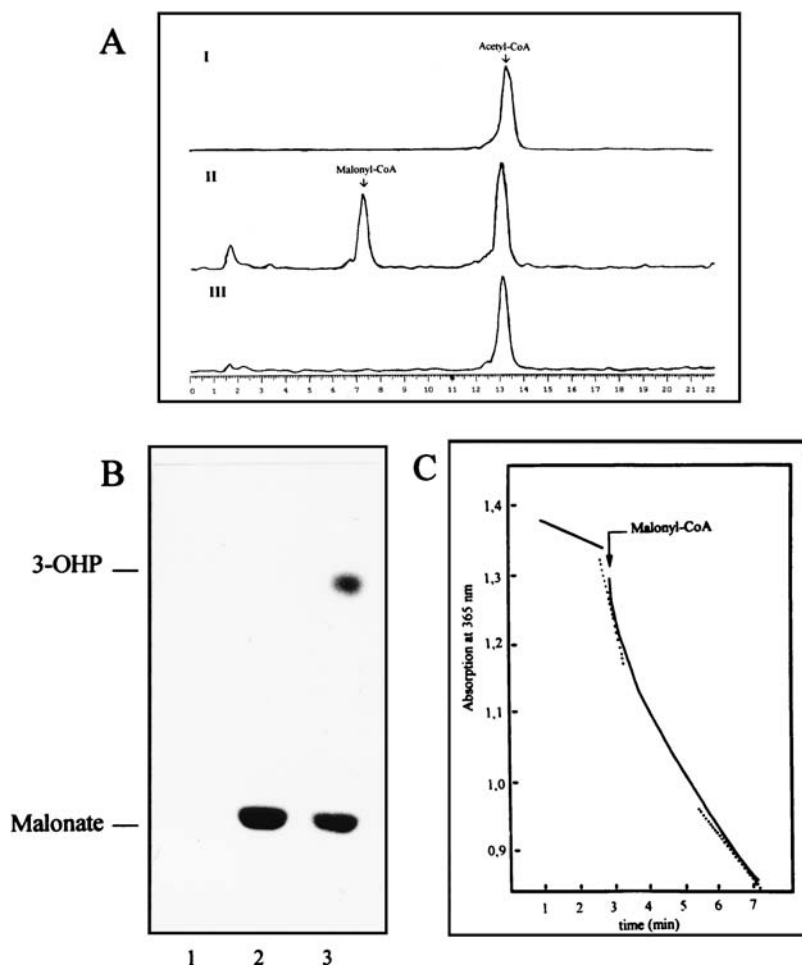 A
I
Acetyl-CoA
II
Malonyl-CoA
III
0 1 2 3 4 5 6 7 8 9 10 11 12 13 14 15 16 17 18 19 20 21 22
B
3-OHP
Malonate
1 2 3
C
Malonyl-CoA
Absorption at 365 nm
1,4
1,3
1,2
1,1
1,0
0,9
1 2 3 4 5 6 7
time (min)